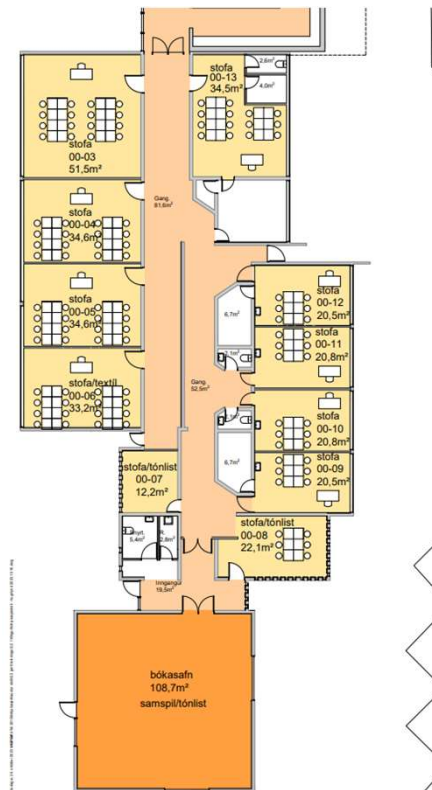 stofa
00-13
34,5m²
2,6m²
4,0m²
stofa
00-03
51,5m²
Gang
81,6m²
stofa
00-04
34,6m²
stofa
00-05
34,6m²
stofa/textíl
00-06
33,2m²
6,7m²
stofa
00-12
20,5m²
stofa
00-11
20,8m²
Gang
52,5m²
stofa
00-10
20,8m²
6,7m²
stofa
00-09
20,5m²
stofa/tónlist
00-07
12,2m²
stofa/tónlist
00-08
22,1m²
5,4m²
R.
2,8m²
Inngang
19,5m²
bókasafn
108,7m²
samspil/tónlist